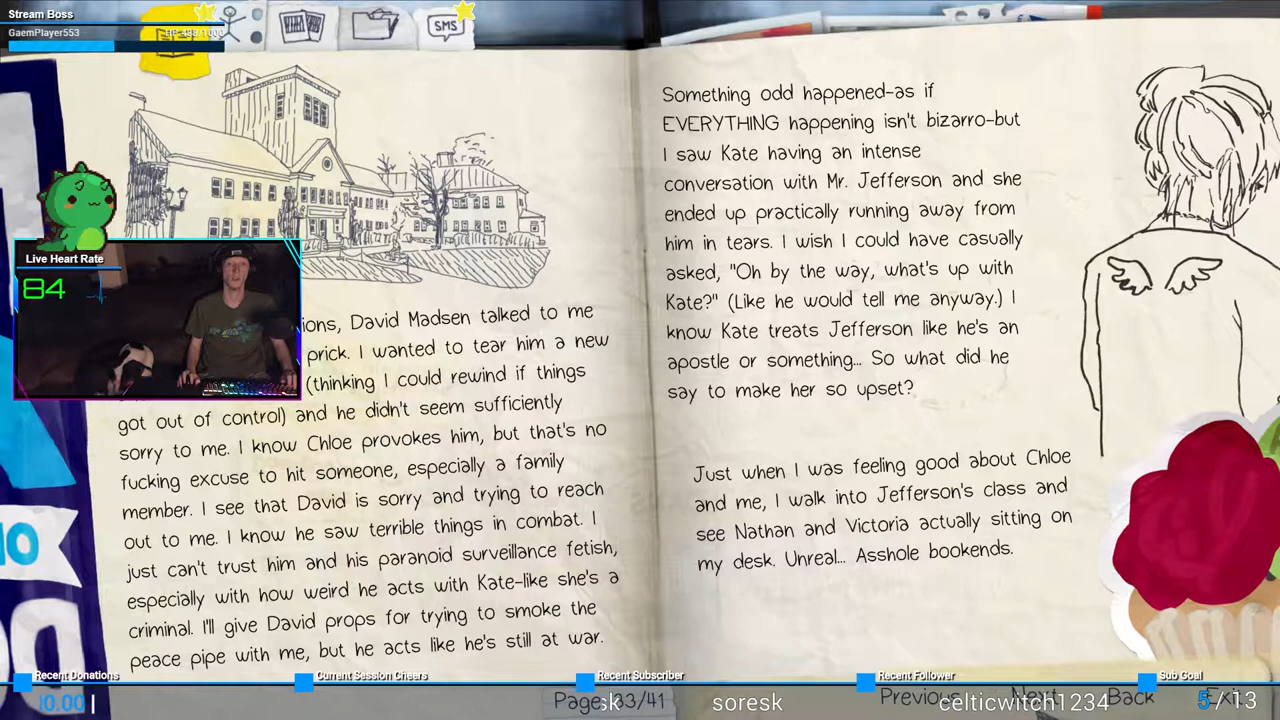 Stream Boss
GaemPlayer553
SMS
Live Heart Rate
84
ions, David Madsen talked to me
prick. I wanted to tear him a new
(thinking I could rewind if things
got out of control) and he didn't seem sufficiently
sorry to me. I know Chloe provokes him, but that's no
fucking excuse to hit someone, especially a family
member. I see that David is sorry and trying to reach
out to me. I know he saw terrible things in combat. I
just can't trust him and his paranoid surveillance fetish,
especially with how weird he acts with Kate-like she's a
criminal. I'll give David props for trying to smoke the
peace pipe with me, but he acts like he's still at war.
Something odd happened-as if
EVERYTHING happening isn't bizarro-but
I saw Kate having an intense
conversation with Mr. Jefferson and she
ended up practically running away from
him in tears. I wish I could have casually
asked, "Oh by the way, what's up with
Kate?" (Like he would tell me anyway.) I
know Kate treats Jefferson like he's an
apostle or something... So what did he
say to make her so upset?
Just when I was feeling good about Chloe
and me, I walk into Jefferson's class and
see Nathan and Victoria actually sitting on
my desk. Unreal... Asshole bookends.
Recent Donations
Current Session Cheers
Recent Subscriber
Recent Follower
Sub Goal
Page 33/41
soresk
Previous Next Back Exit
celticwitch1234
5 / 13